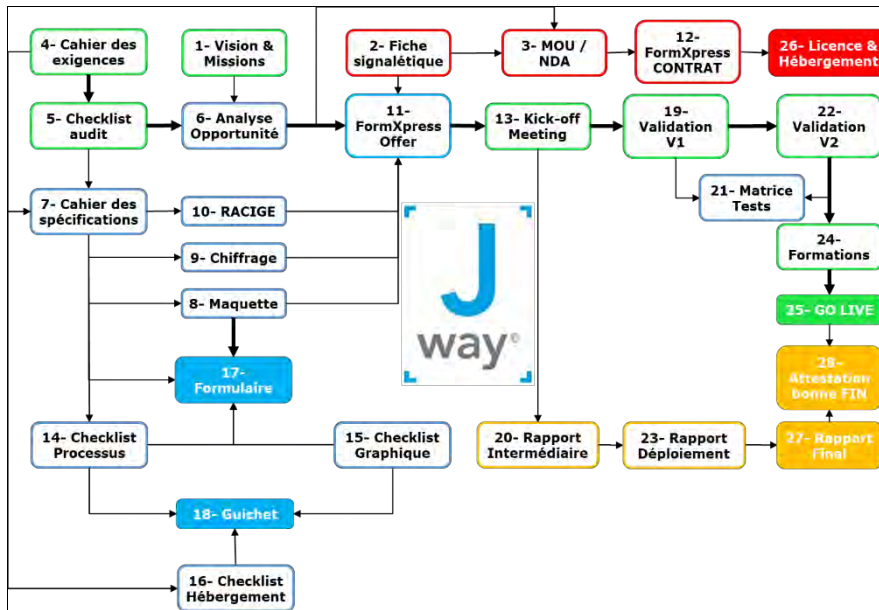 4- Cahier des
exigences
1- Vision &
Missions
2- Fiche
signalétique
3- MOU /
NDA
12-
FormXpress
CONTRAT
26- Licence &
Hébergement
5- Checklist
audit
6- Analyse
Opportunité
11-
FormXpress
Offer
13- Kick-off
Meeting
19-
Validation
V1
22-
Validation
V2
21- Matrice
Tests
7- Cahier des
spécifications
10- RACIGE
9- Chiffrage
8- Maquette
J
way©
24-
Formations
25- GO LIVE
17-
Formulaire
28-
Attestation
bonne FIN
14- Checklist
Processus
15- Checklist
Graphique
20- Rapport
Intermédiaire
23- Rapport
Déploiement
27- Rapport
Final
18- Guichet
16- Checklist
Hébergement